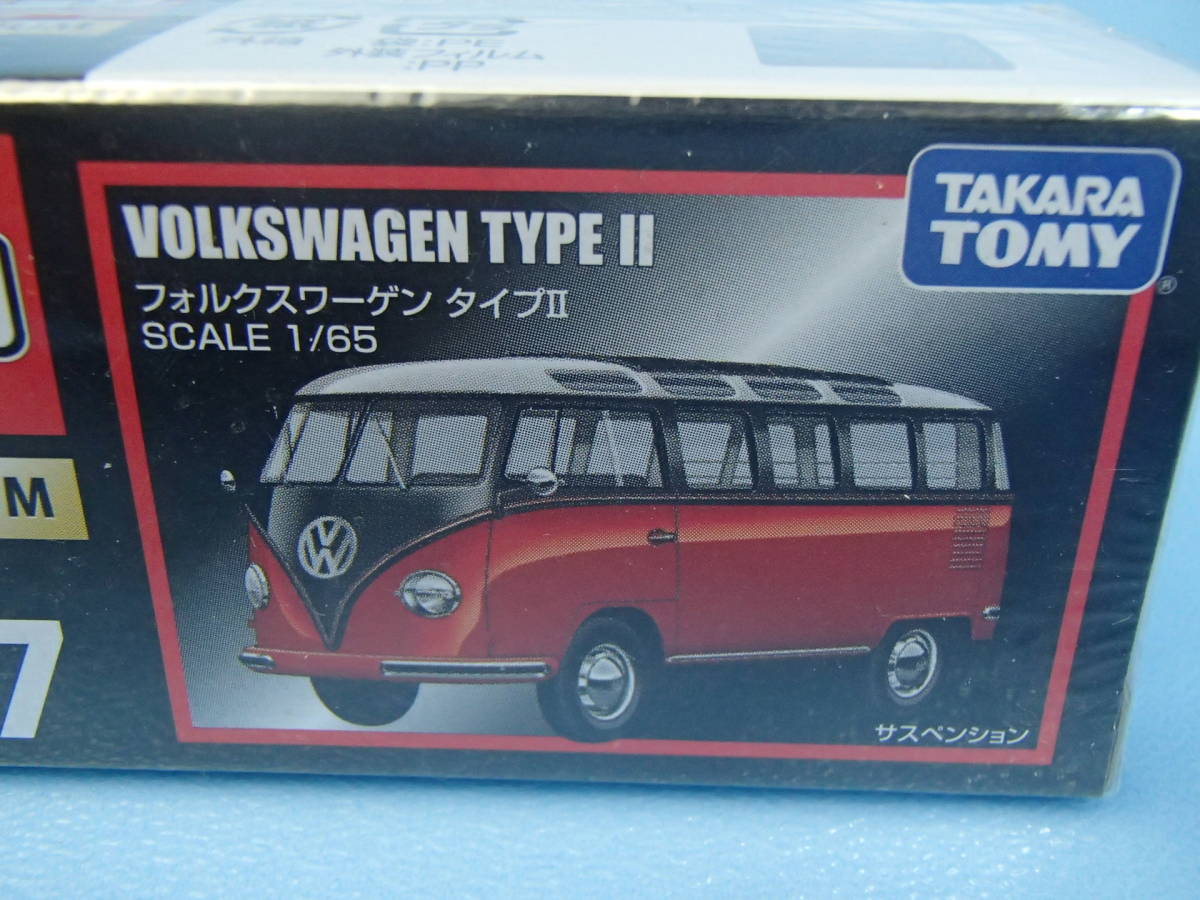 VOLKSWAGEN TYPE II
フォルクスワーゲン タイプII
SCALE 1/65
TAKARA
TOMY
®
M
7
サスペンション